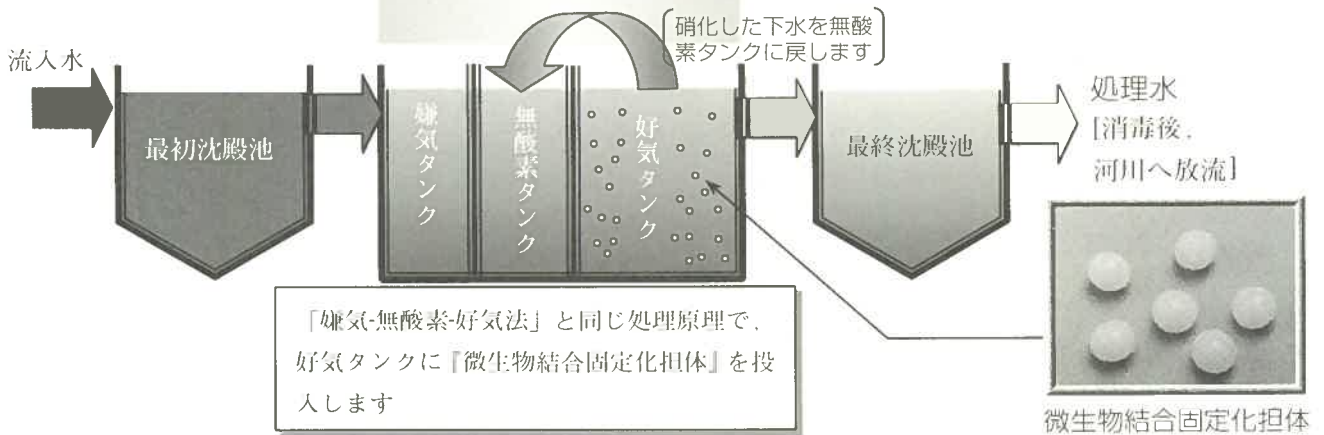 流入水
最初沈殿池
嫌気タンク
無酸素タンク
好気タンク
硝化した下水を無酸
素タンクに戻します
最終沈殿池
処理水
[消毒後、
河川へ放流]
「嫌気-無酸素-好気法」と同じ処理原理で、
好気タンクに『微生物結合固定化担体』を投
入します
微生物結合固定化担体